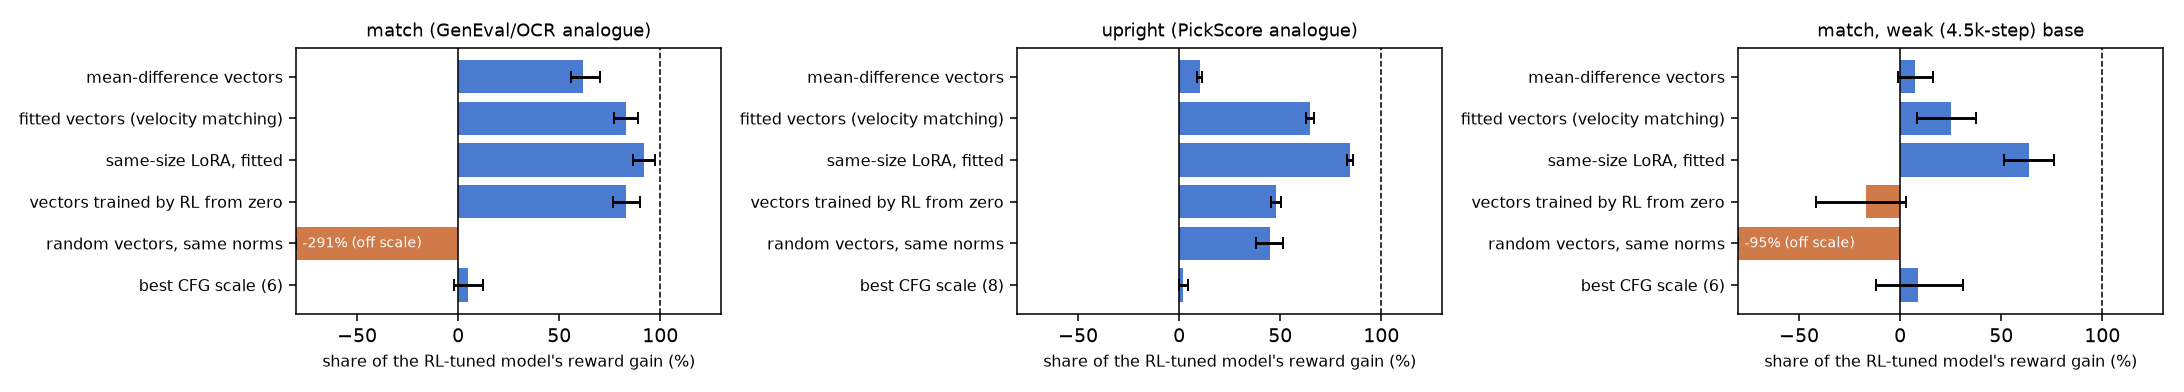 match (GenEval/OCR analogue)
mean-difference vectors
fitted vectors (velocity matching)
same-size LoRA, fitted
vectors trained by RL from zero
random vectors, same norms
-291% (off scale)
best CFG scale (6)
−50 0 50 100
share of the RL-tuned model's reward gain (%)
upright (PickScore analogue)
mean-difference vectors
fitted vectors (velocity matching)
same-size LoRA, fitted
vectors trained by RL from zero
random vectors, same norms
best CFG scale (8)
−50 0 50 100
share of the RL-tuned model's reward gain (%)
match, weak (4.5k-step) base
mean-difference vectors
fitted vectors (velocity matching)
same-size LoRA, fitted
vectors trained by RL from zero
random vectors, same norms
-95% (off scale)
best CFG scale (6)
−50 0 50 100
share of the RL-tuned model's reward gain (%)